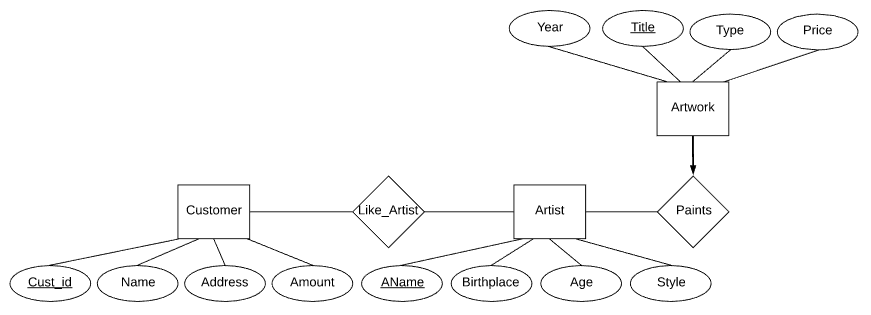 Year
Title
Type
Price
Artwork
Customer
Like_Artist
Artist
Paints
Cust_id
Name
Address
Amount
AName
Birthplace
Age
Style